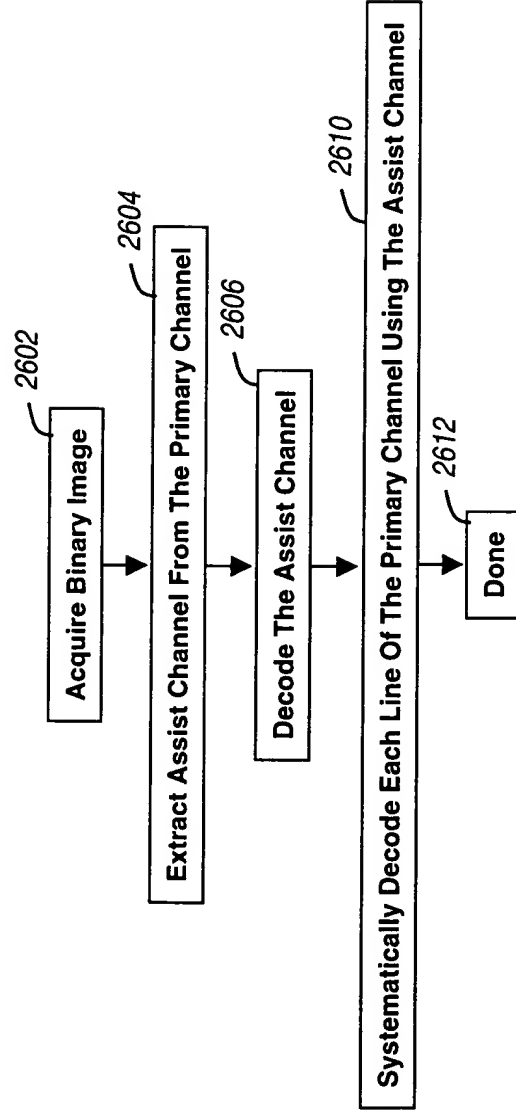 2602
Acquire Binary Image
2604
Extract Assist Channel From The Primary Channel
2606
Decode The Assist Channel
2610
Systematically Decode Each Line Of The Primary Channel Using The Assist Channel
2612
Done